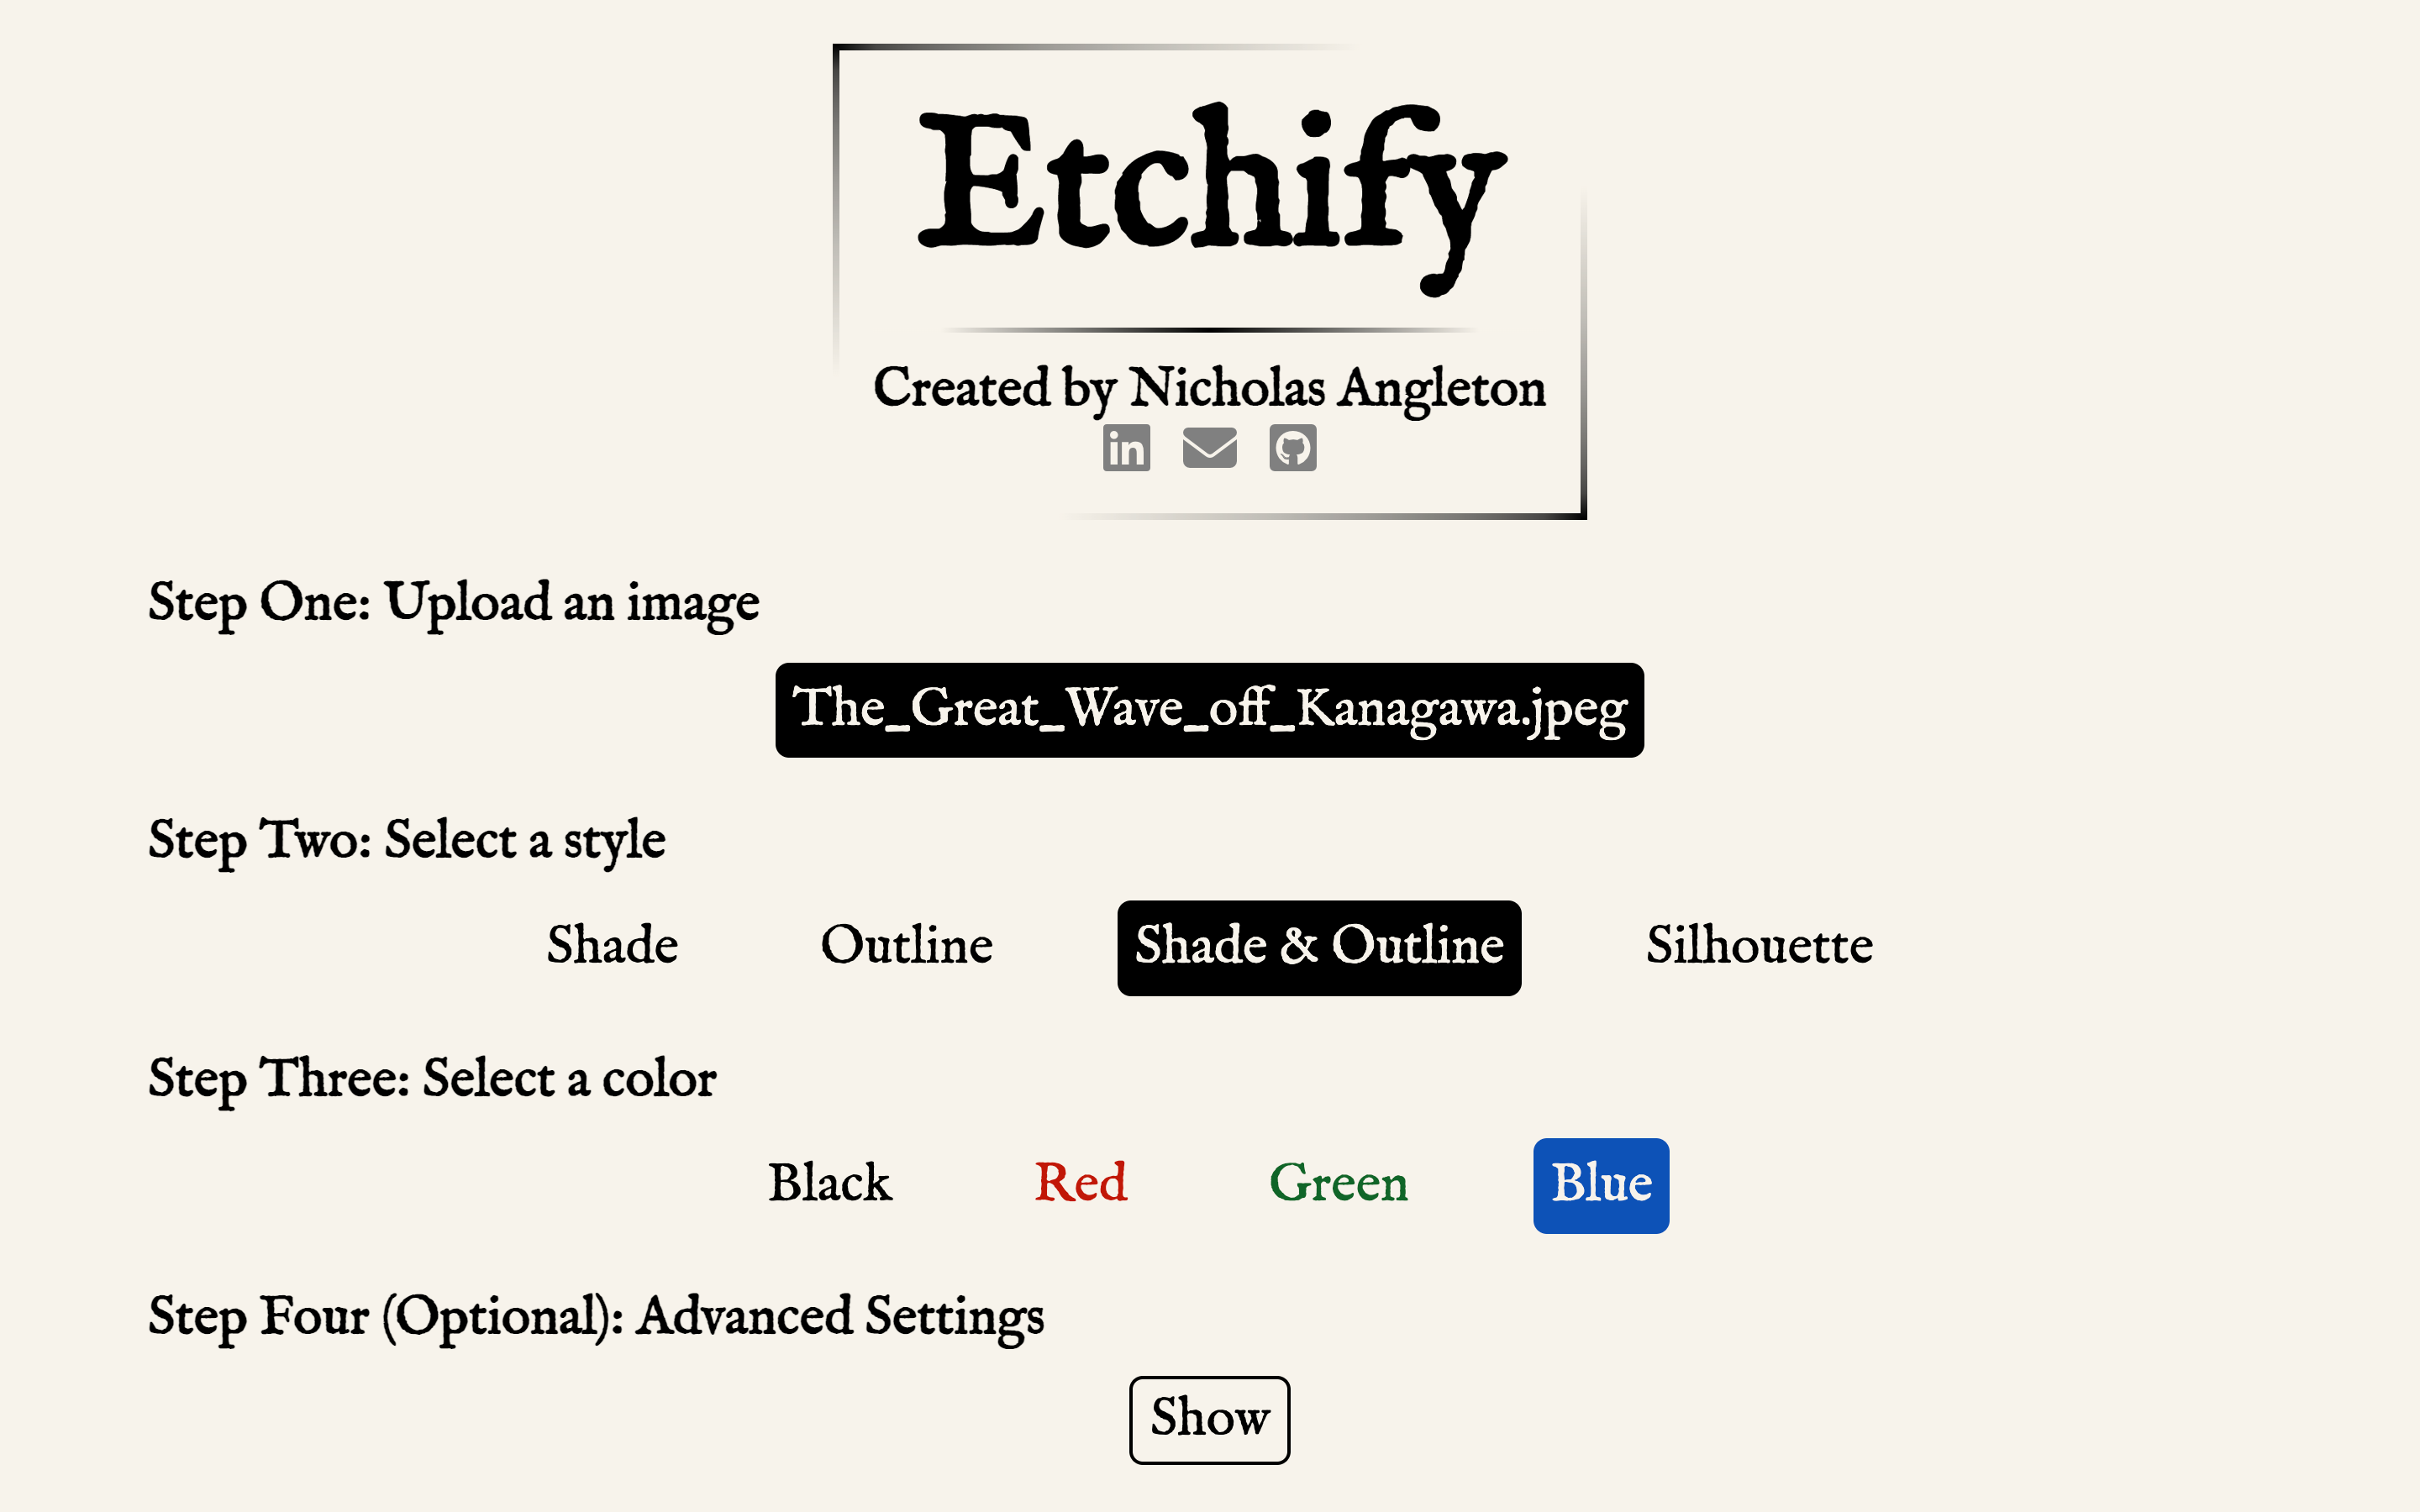 Etchify
Created by Nicholas Angleton
Step One: Upload an image
The_Great_Wave_off_Kanagawa.jpeg
Step Two: Select a style
Shade Outline Shade & Outline Silhouette
Step Three: Select a color
Black Red Green Blue
Step Four (Optional): Advanced Settings
Show